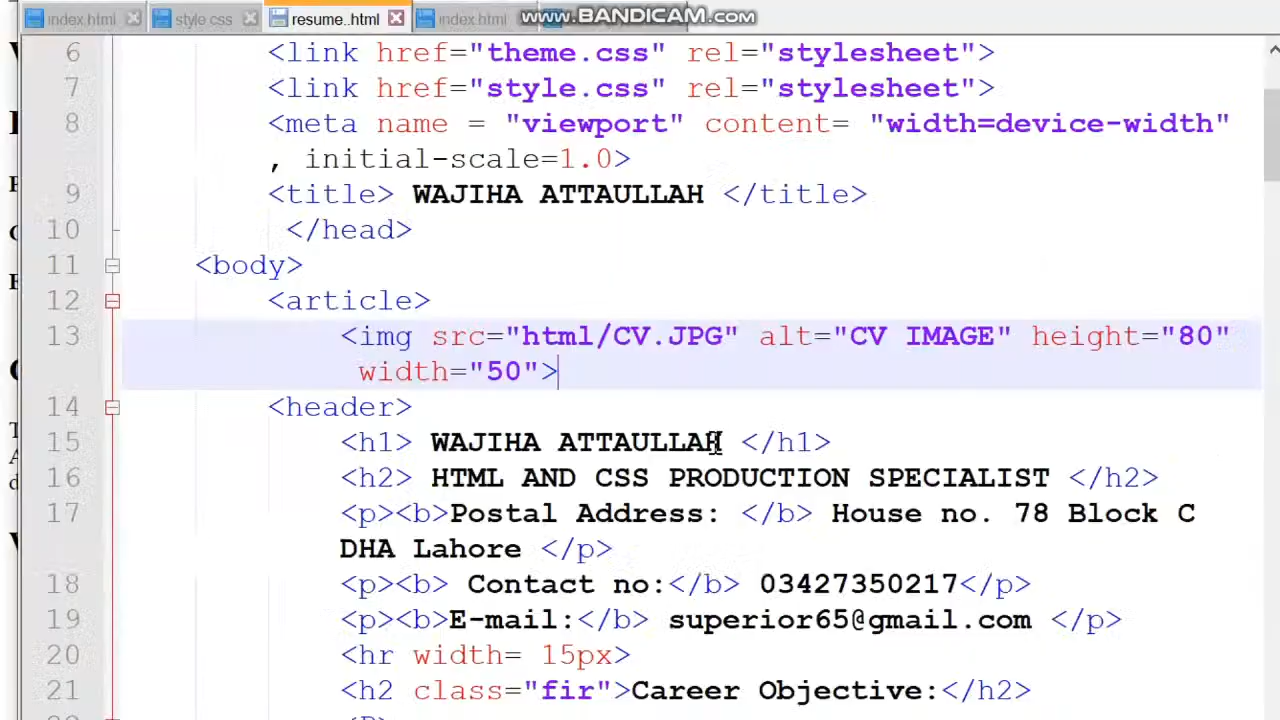 index.html style css resume..html index.html www.BANDICAM.com
6 <link href="theme.css" rel="stylesheet">
7 <link href="style.css" rel="stylesheet">
8 <meta name = "viewport" content= "width=device-width"
, initial-scale=1.0>
9 <title> WAJIHA ATTAULLAH </title>
10 </head>
11 <body>
12 <article>
13 <img src="html/CV.JPG" alt="CV IMAGE" height="80"
width="50">
14 <header>
15 <h1> WAJIHA ATTAULLAH </h1>
16 <h2> HTML AND CSS PRODUCTION SPECIALIST </h2>
17 <p><b>Postal Address: </b> House no. 78 Block C
DHA Lahore </p>
18 <p><b> Contact no:</b> 03427350217</p>
19 <p><b>E-mail:</b> superior65@gmail.com </p>
20 <hr width= 15px>
21 <h2 class="fir">Career Objective:</h2>